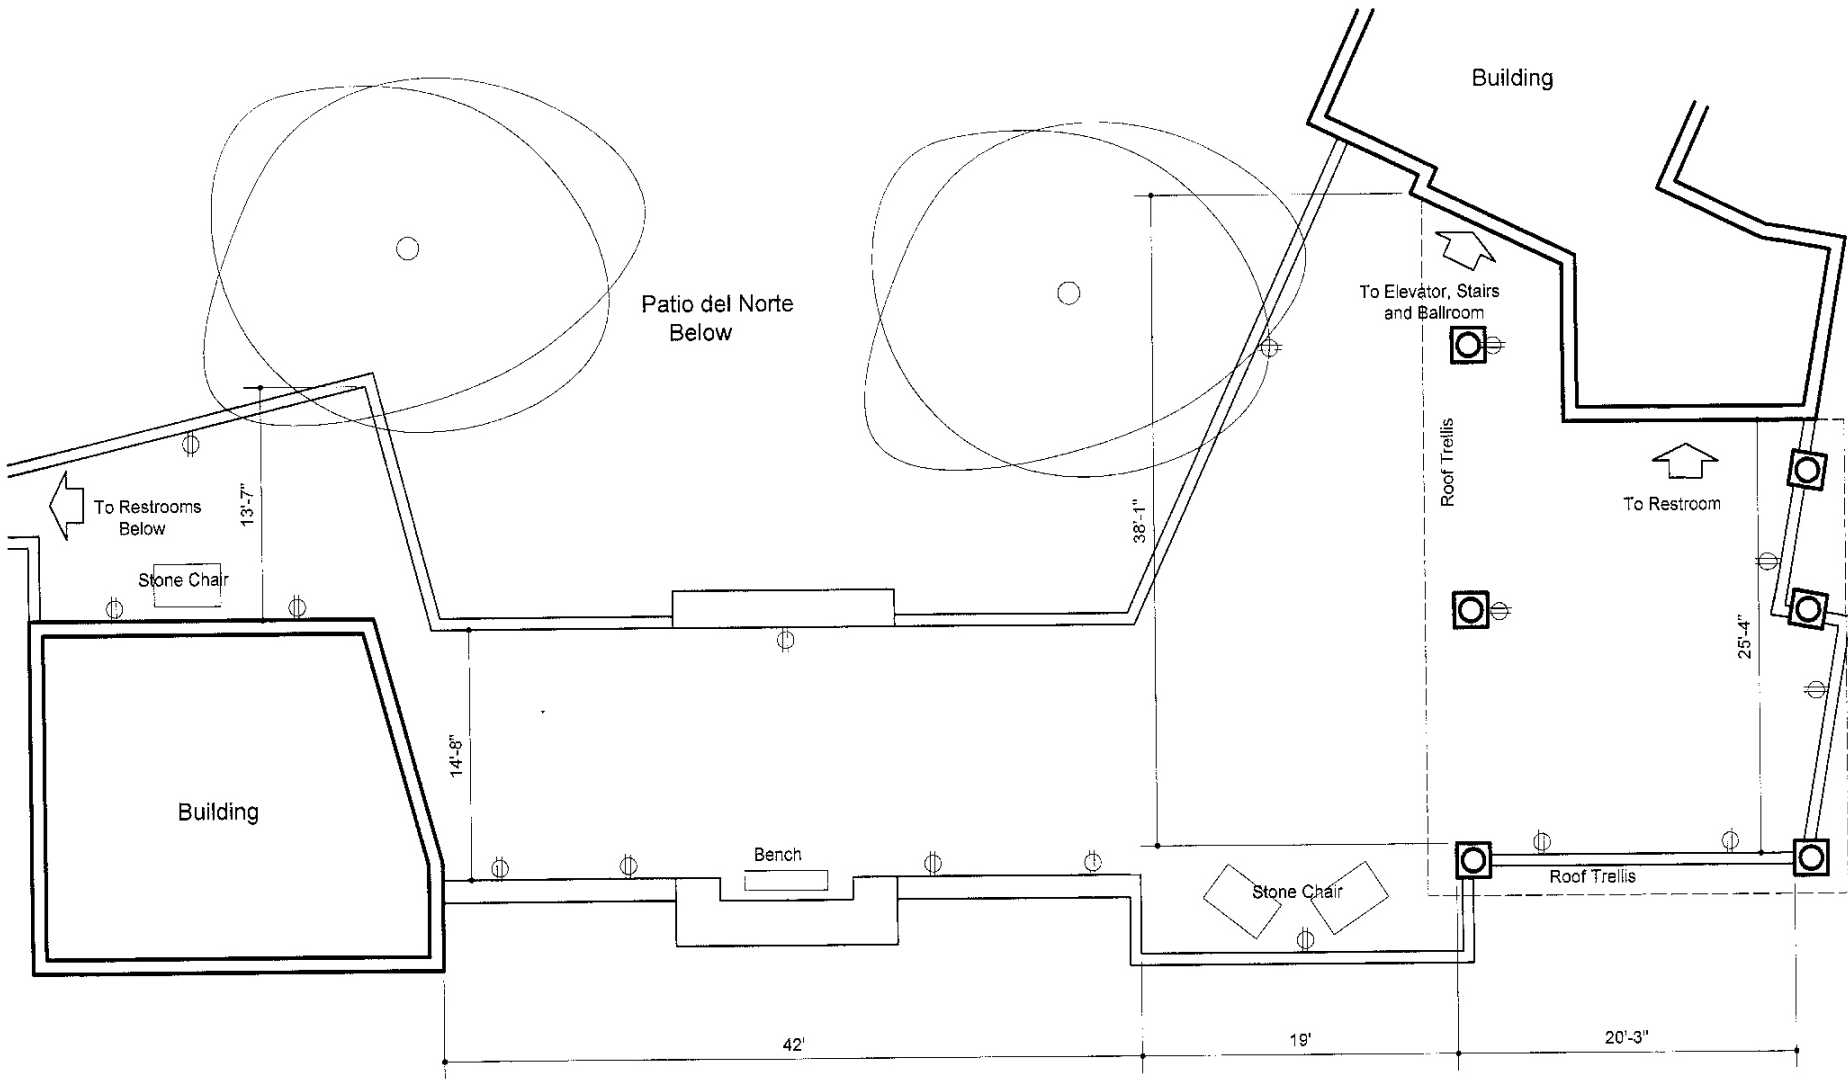 Building
Patio del Norte
Below
To Elevator, Stairs
and Ballroom
Roof Trellis
To Restroom
13'-7"
38'-1"
To Restrooms
Below
Stone Chair
25'-4"
14'-8"
Building
Bench
Stone Chair
Roof Trellis
42'
19'
20'-3"